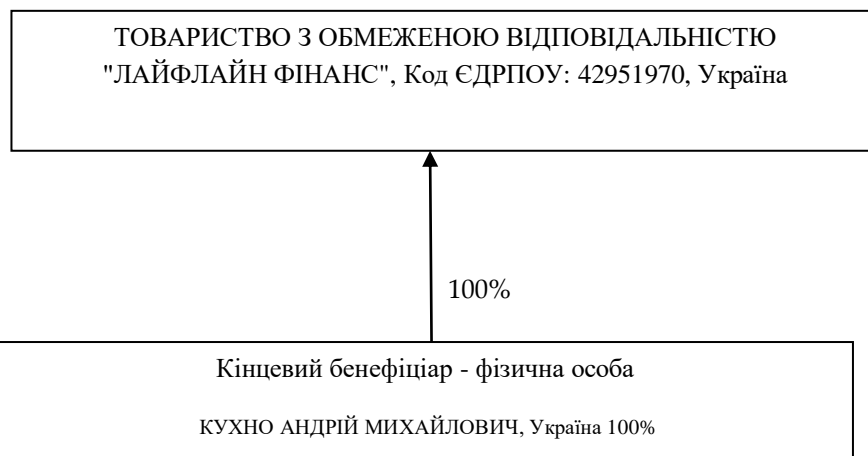 ТОВАРИСТВО З ОБМЕЖЕНОЮ ВІДПОВІДАЛЬНІСТЮ
"ЛАЙФЛАЙН ФІНАНС", Код ЄДРПОУ: 42951970, Україна
100%
Кінцевий бенефіціар - фізична особа
КУХНО АНДРІЙ МИХАЙЛОВИЧ, Україна 100%